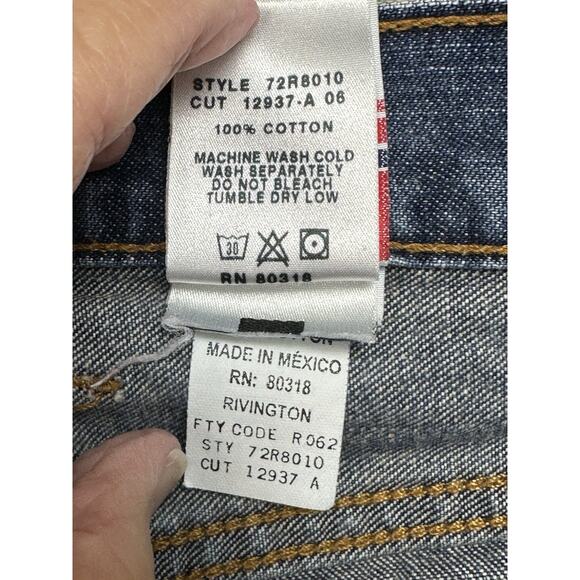 STYLE 72R8010
CUT 12937-A 06
100% COTTON
MACHINE WASH COLD
WASH SEPARATELY
DO NOT BLEACH
TUMBLE DRY LOW
30
RN 80318
MADE IN MÉXICO
RN: 80318
RIVINGTON
FTY CODE R062
STY 72R8010
CUT 12937 A